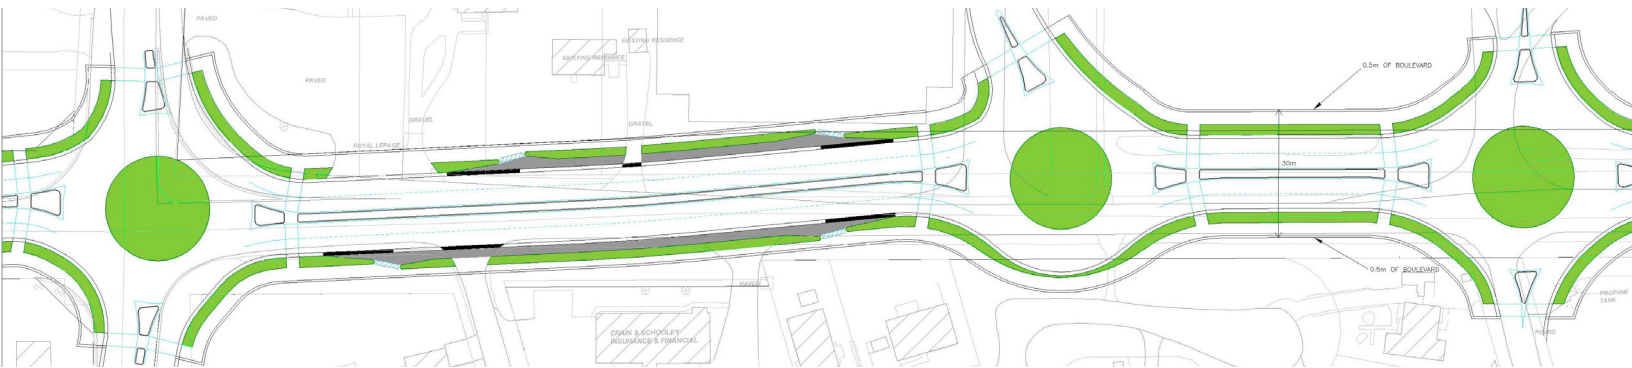 PAVED
PAVED
EXISTING RESIDENCE
EXISTING RESIDENCE
GRAVEL
GRAVEL
ROYAL LEPAGE
0.5m OF BOULEVARD
30m
0.5m OF BOULEVARD
PAVED
CRAIN & SCHOOLEY
INSURANCE & FINANCIAL
PROPANE
TANK
PAVED